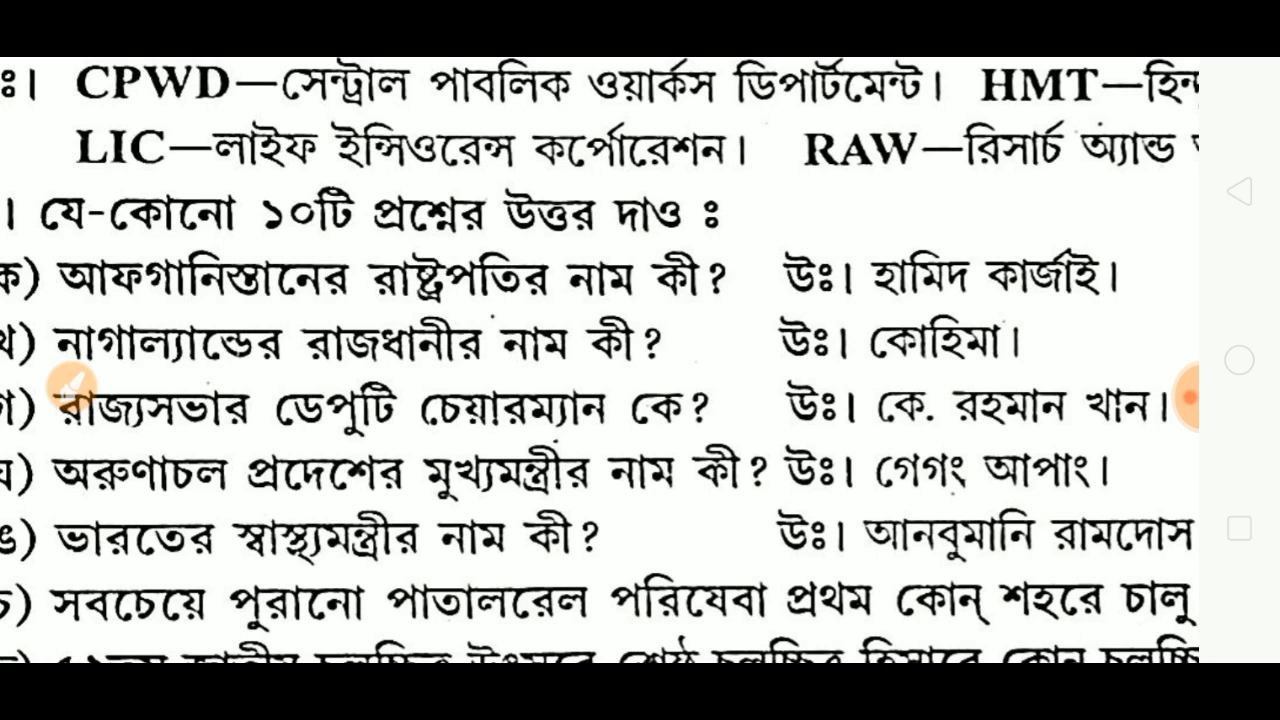 ঃ। CPWD—সেন্ট্রাল পাবলিক ওয়ার্কস ডিপার্টমেন্ট। HMT—
LIC—লাইফ ইন্সিওরেন্স কর্পোরেশন। RAW—রিসার্চ অ্যান্ড
। যে-কোনো ১০টি প্রশ্নের উত্তর দাও ঃ
ক) আফগানিস্তানের রাষ্ট্রপতির নাম কী? উঃ। হামিদ কার্জাই।
খ) নাগাল্যান্ডের রাজধানীর নাম কী? উঃ। কোহিমা।
গ) রাজ্যসভার ডেপুটি চেয়ারম্যান কে? উঃ। কে. রহমান খান।
ঘ) অরুণাচল প্রদেশের মুখ্যমন্ত্রীর নাম কী? উঃ। গেগং আপাং।
ঙ) ভারতের স্বাস্থ্যমন্ত্রীর নাম কী? উঃ। আনবুমানি রামদোস
চ) সবচেয়ে পুরানো পাতালরেল পরিষেবা প্রথম কোন্ শহরে চালু